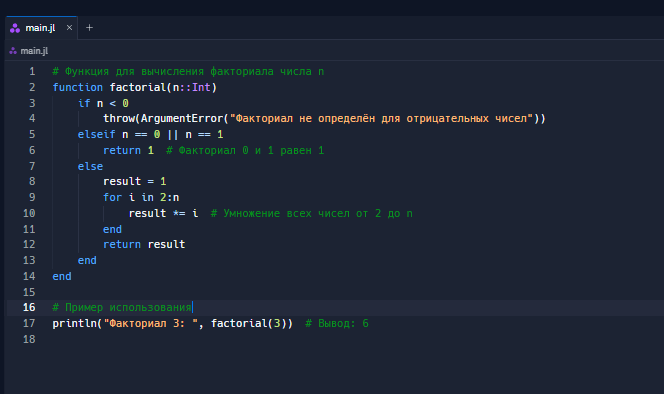 main.jl × +
main.jl
1 # Функция для вычисления факториала числа n
2 function factorial(n::Int)
3     if n < 0
4         throw(ArgumentError("Факториал не определён для отрицательных чисел"))
5     elseif n == 0 || n == 1
6         return 1  # Факториал 0 и 1 равен 1
7     else
8         result = 1
9         for i in 2:n
10             result *= i  # Умножение всех чисел от 2 до n
11         end
12         return result
13     end
14 end
15
16 # Пример использования
17 println("Факториал 3: ", factorial(3))  # Вывод: 6
18